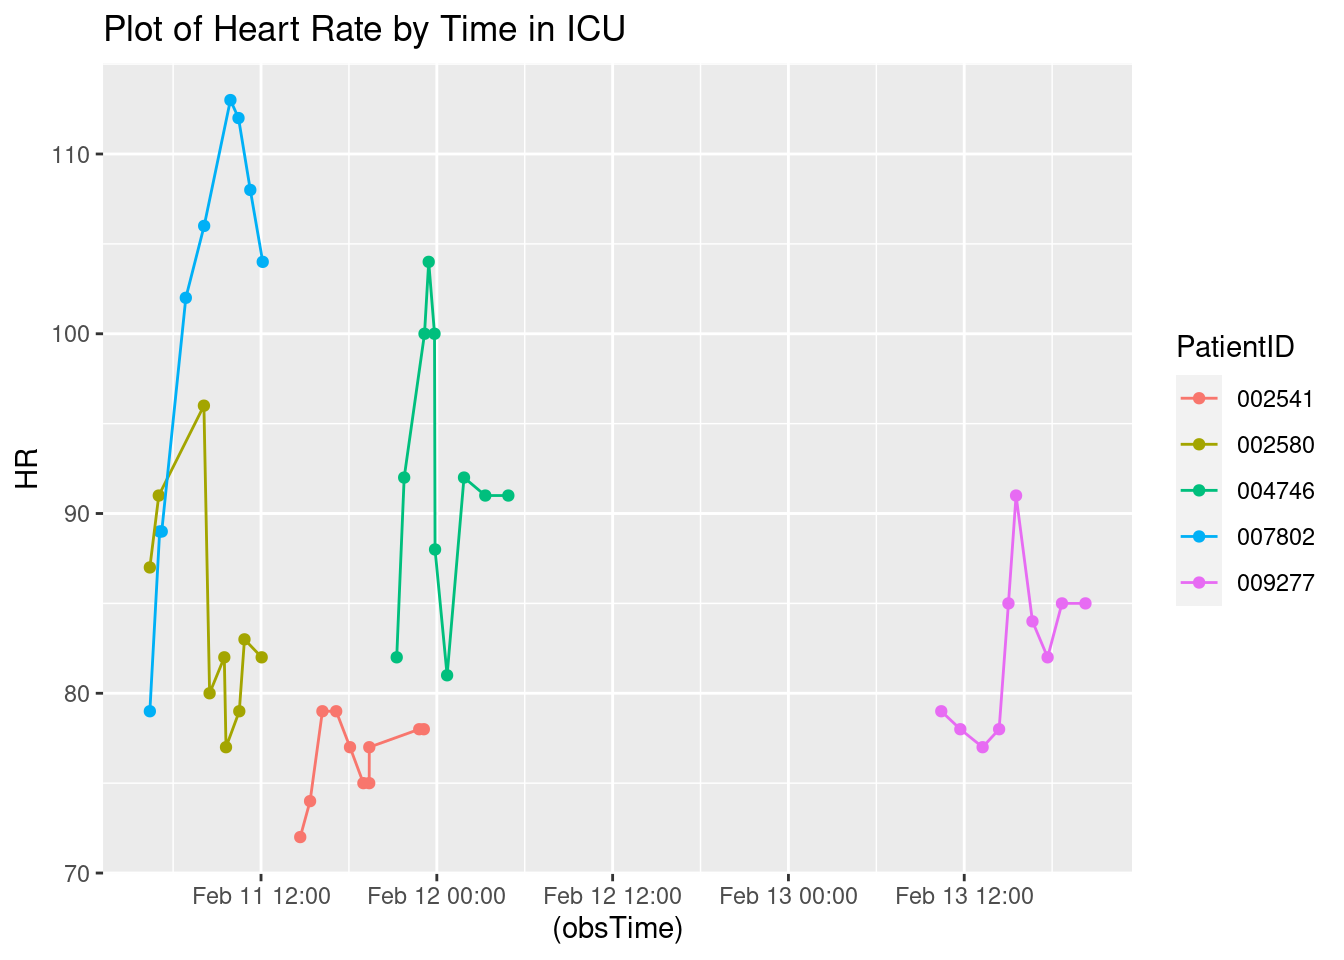 Plot of Heart Rate by Time in ICU
110
100
90
80
70
HR
Feb 11 12:00
Feb 12 00:00
Feb 12 12:00
Feb 13 00:00
Feb 13 12:00
(obsTime)
PatientID
002541
002580
004746
007802
009277